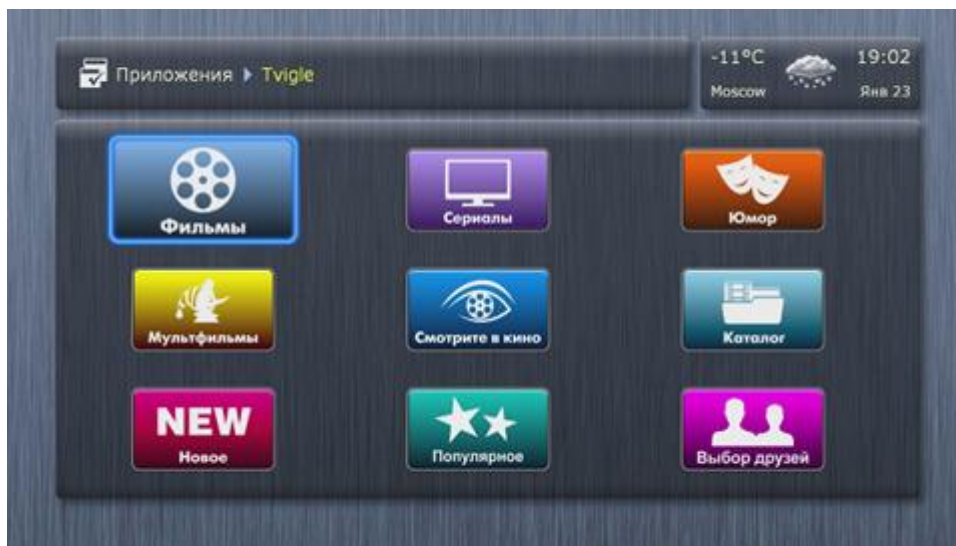 Приложения Tvigle
-11°C 19:02
Moscow Янв 23
Фильмы
Сериалы
Юмор
Мультфильмы
Смотрите в кино
Каталог
NEW
Новое
Популярное
Выбор друзей